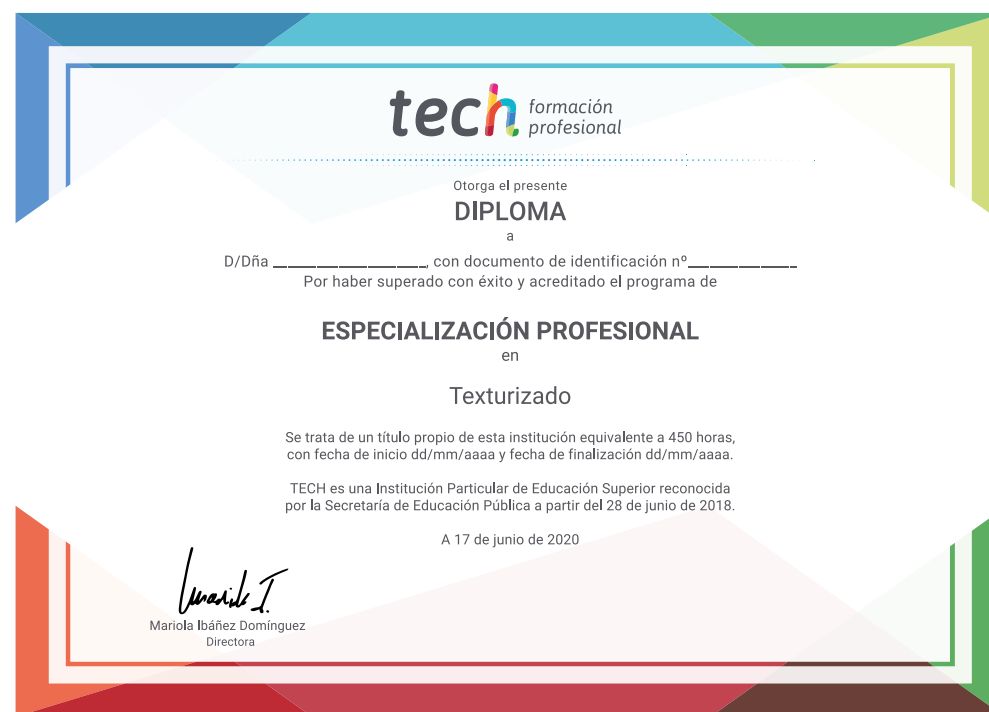 tech formación
profesional
Otorga el presente
DIPLOMA
a
D/Dña ______________________, con documento de identificación nº_______________
Por haber superado con éxito y acreditado el programa de
ESPECIALIZACIÓN PROFESIONAL
en
Texturizado
Se trata de un título propio de esta institución equivalente a 450 horas,
con fecha de inicio dd/mm/aaaa y fecha de finalización dd/mm/aaaa.
TECH es una Institución Particular de Educación Superior reconocida
por la Secretaría de Educación Pública a partir del 28 de junio de 2018.
A 17 de junio de 2020
Mariola Ibáñez Domínguez
Directora